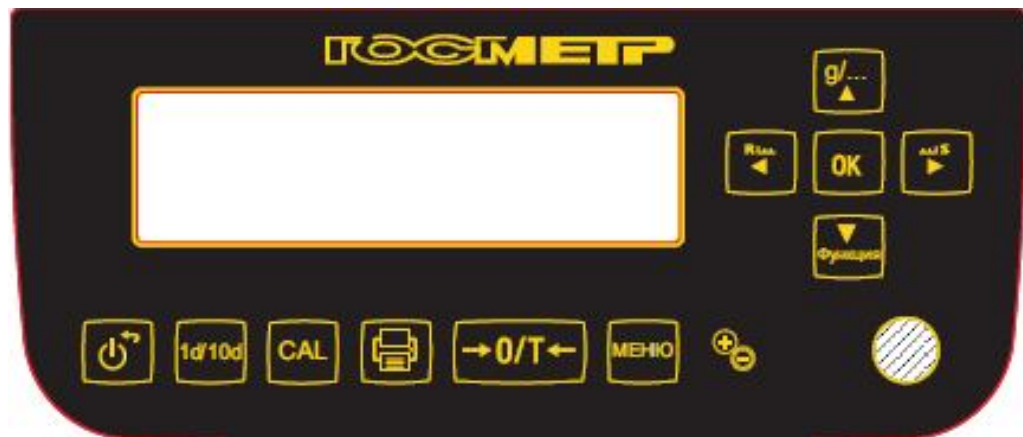 ГОСМЕТР
g/...
R
S
OK
Функция
1d/10d
CAL
→0/T←
МЕНЮ